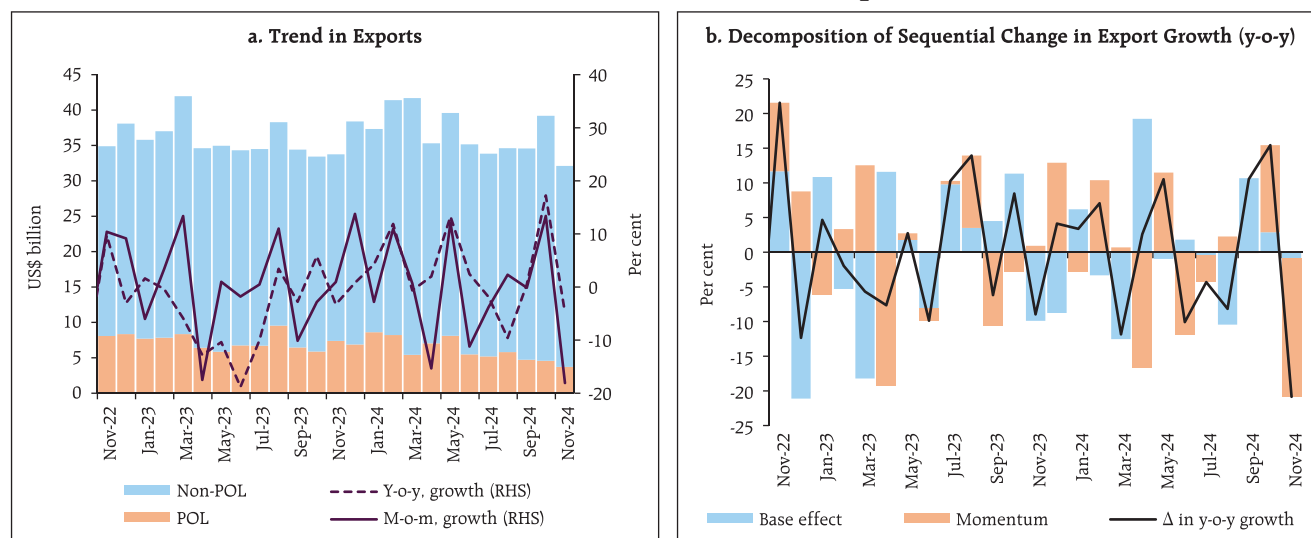 a. Trend in Exports
45
40
35
30
25
20
15
10
5
0
US$ billion
40
30
20
10
0
-10
-20
Per cent
Nov-22
Jan-23
Mar-23
May-23
Jul-23
Sep-23
Nov-23
Jan-24
Mar-24
May-24
Jul-24
Sep-24
Nov-24
Non-POL
Y-o-y, growth (RHS)
POL
M-o-m, growth (RHS)
b. Decomposition of Sequential Change in Export Growth (y-o-y)
25
20
15
10
5
0
-5
-10
-15
-20
-25
Per cent
Nov-22
Jan-23
Mar-23
May-23
Jul-23
Sep-23
Nov-23
Jan-24
Mar-24
May-24
Jul-24
Sep-24
Nov-24
Base effect
Momentum
Δ in y-o-y growth